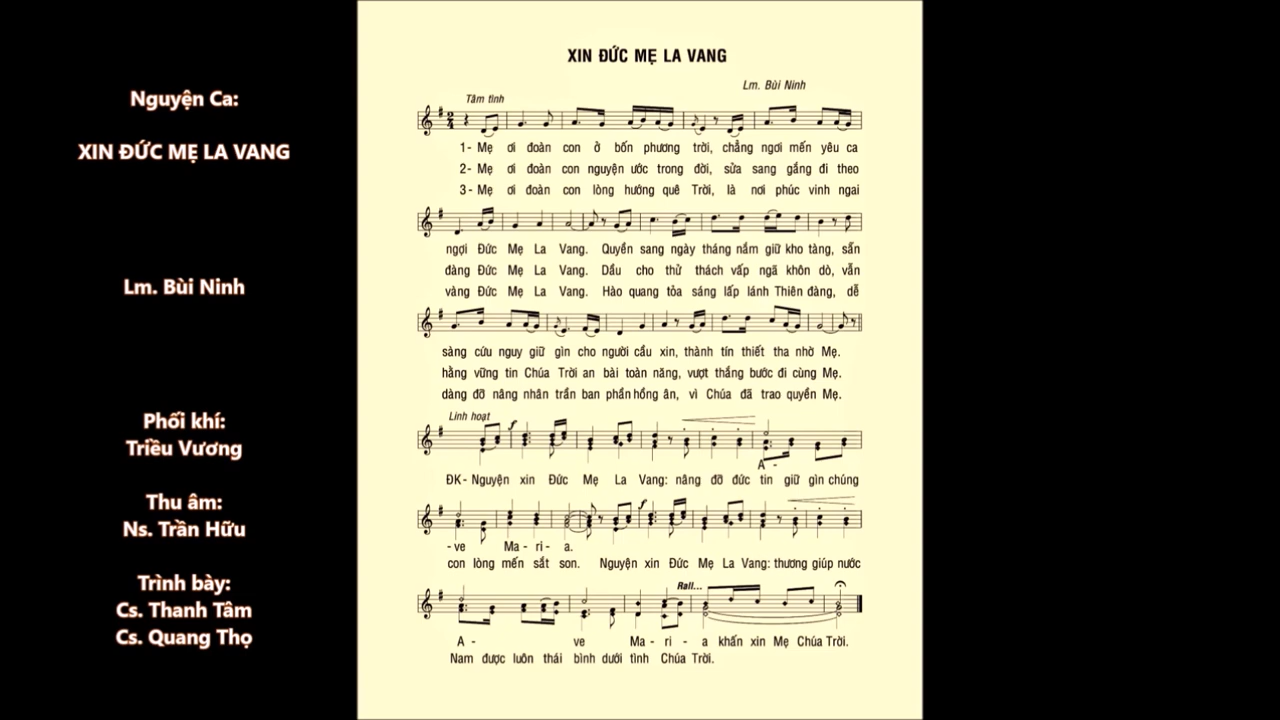 Nguyện Ca:
XIN ĐỨC MẸ LA VANG
Lm. Bùi Ninh
Phối khí:
Triều Vương
Thu âm:
Ns. Trần Hữu
Trình bày:
Cs. Thanh Tâm
Cs. Quang Thọ
XIN ĐỨC MẸ LA VANG
Lm. Bùi Ninh
Tâm tình
1- Mẹ ơi đoàn con ở bốn phương trời, chẳng ngơi mến yêu ca
2- Mẹ ơi đoàn con nguyện ước trong đời, sửa sang gắng đi theo
3- Mẹ ơi đoàn con lòng hướng quê Trời, là nơi phúc vinh ngai
ngợi Đức Mẹ La Vang. Quyền sang ngày tháng nắm giữ kho tàng, sẵn
đàng Đức Mẹ La Vang. Dẫu cho thử thách vấp ngã khôn dò, vẫn
vàng Đức Mẹ La Vang. Hào quang tỏa sáng lấp lánh Thiên đàng, dễ
sàng cứu nguy giữ gìn cho người cầu xin, thành tín thiết tha nhờ Mẹ.
hằng vững tin Chúa Trời an bài toàn năng, vượt thắng bước đi cùng Mẹ.
dàng đỡ nâng nhân trần ban phần hồng ân, vì Chúa đã trao quyền Mẹ.
Linh hoạt
f
A -
ĐK- Nguyện xin Đức Mẹ La Vang: nâng đỡ đức tin giữ gìn chúng
f
-ve Ma - ri - a.
con lòng mến sắt son. Nguyện xin Đức Mẹ La Vang: thương giúp nước
Rall...
A - ve Ma - ri - a khấn xin Mẹ Chúa Trời.
Nam được luôn thái bình dưới tình Chúa Trời.